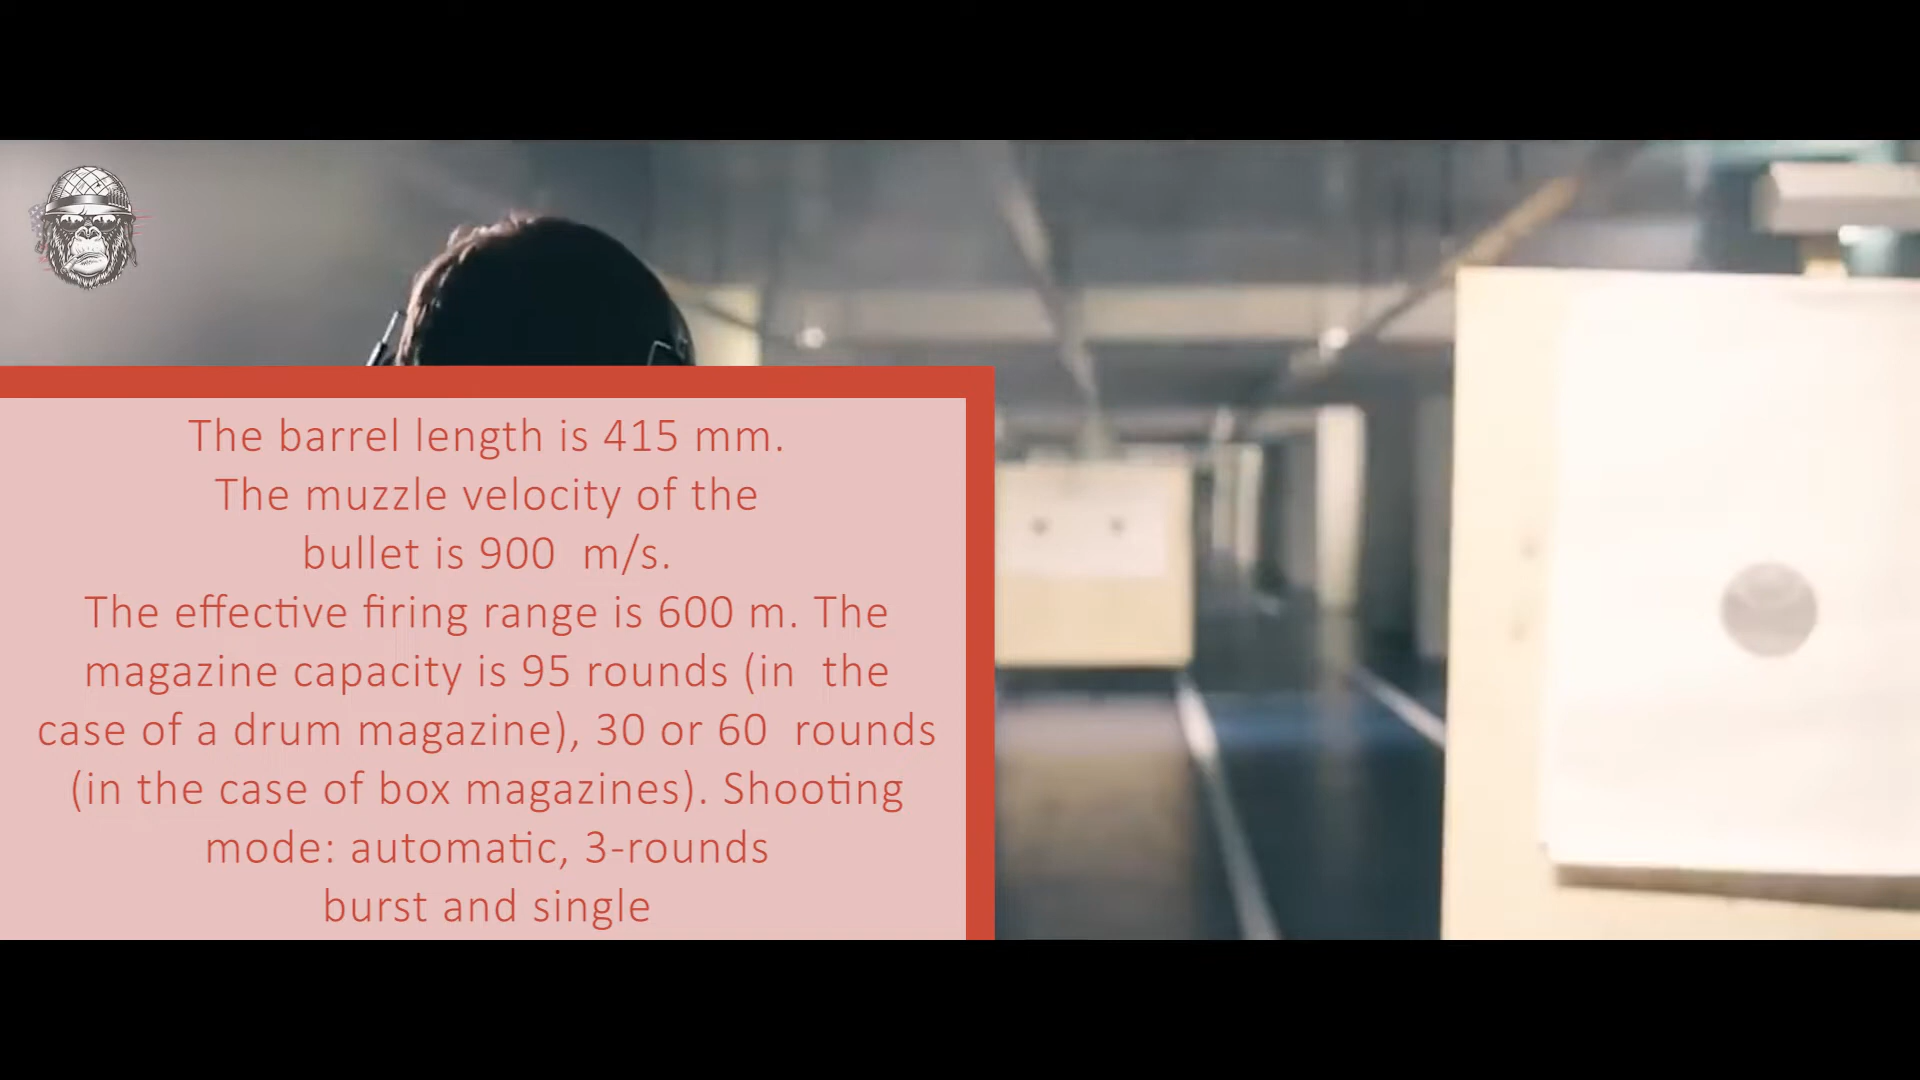 The barrel length is 415 mm.
The muzzle velocity of the
bullet is 900  m/s.
The effective firing range is 600 m. The
magazine capacity is 95 rounds (in  the
case of a drum magazine), 30 or 60  rounds
(in the case of box magazines). Shooting
mode: automatic, 3-rounds
burst and single